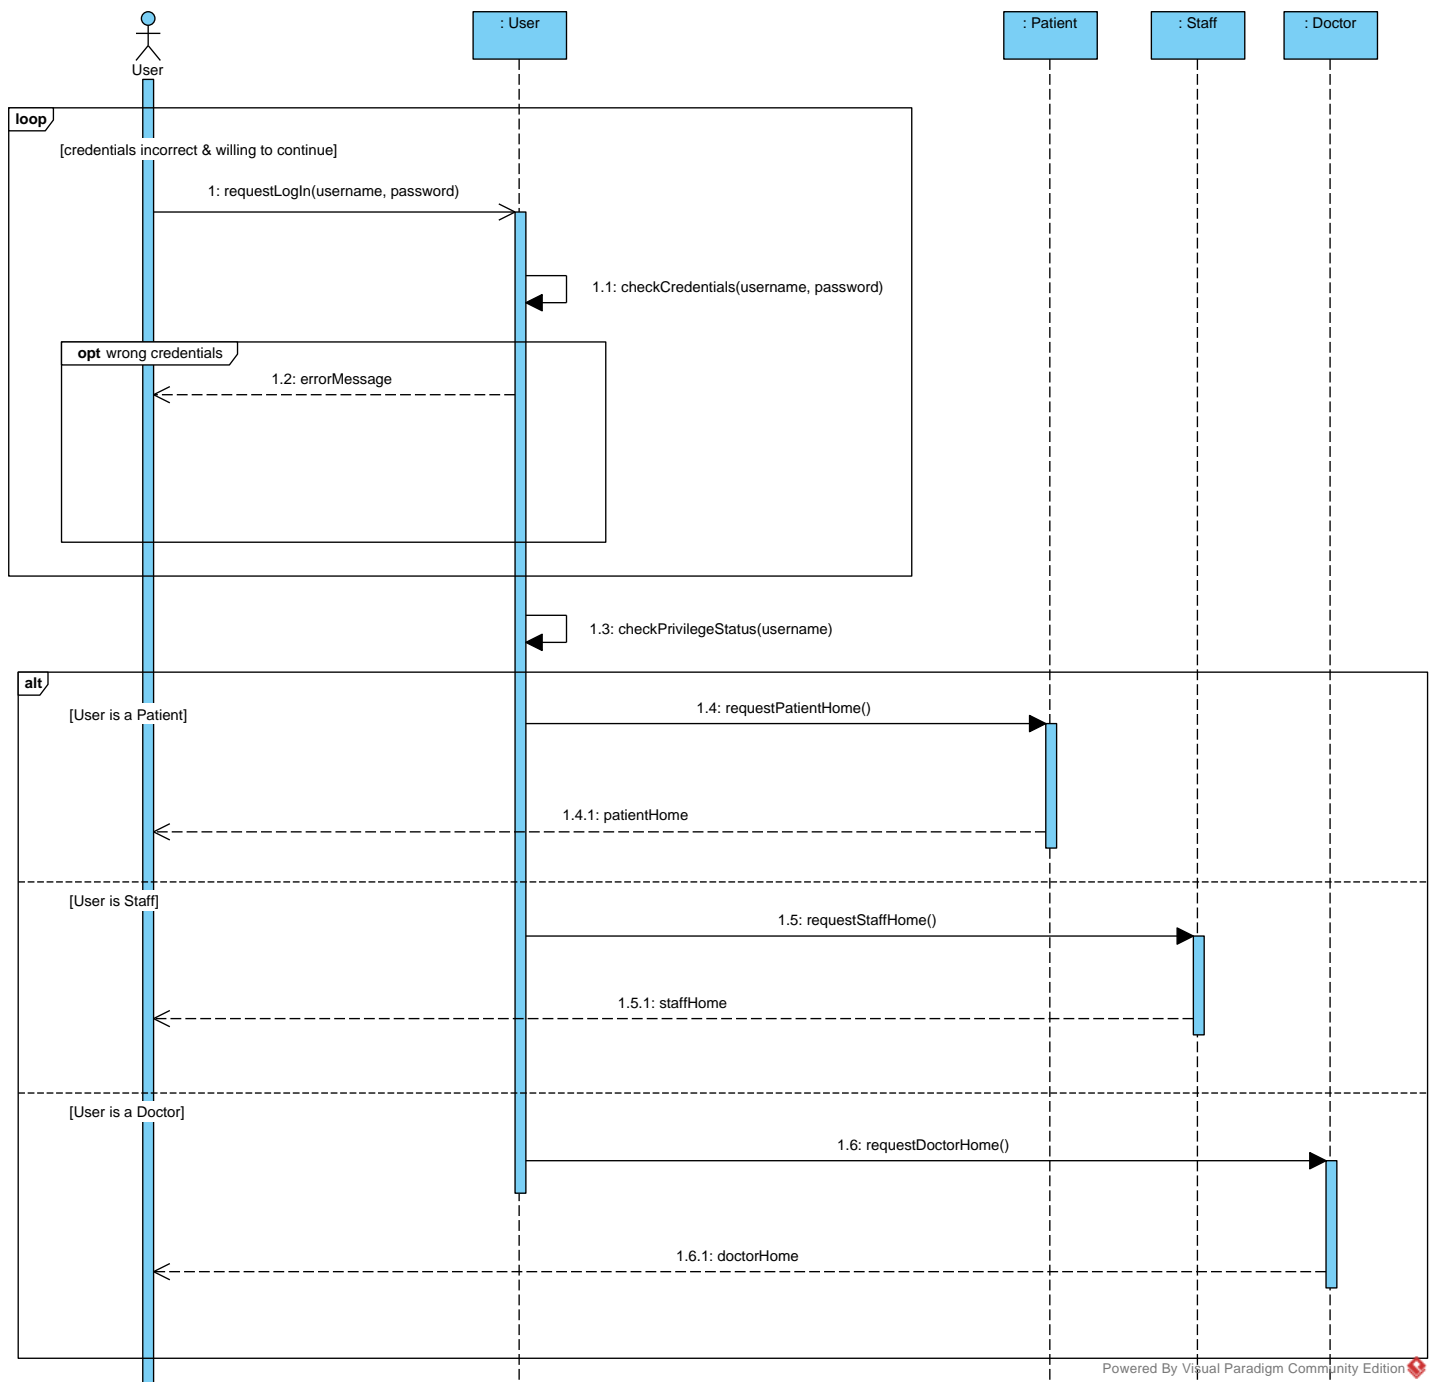 User
: User
: Patient
: Staff
: Doctor
loop
[credentials incorrect & willing to continue]
1: requestLogIn(username, password)
1.1: checkCredentials(username, password)
opt wrong credentials
1.2: errorMessage
1.3: checkPrivilegeStatus(username)
alt
[User is a Patient]
1.4: requestPatientHome()
1.4.1: patientHome
[User is Staff]
1.5: requestStaffHome()
1.5.1: staffHome
[User is a Doctor]
1.6: requestDoctorHome()
1.6.1: doctorHome
Powered By Visual Paradigm Community Edition